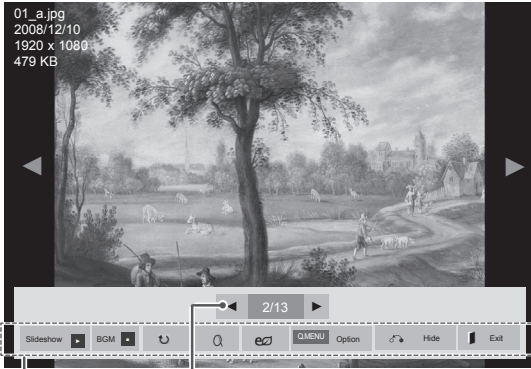 01_a.jpg
2008/12/10
1920 x 1080
479 KB
2/13
Slideshow BGM Q.MENU Option Hide Exit